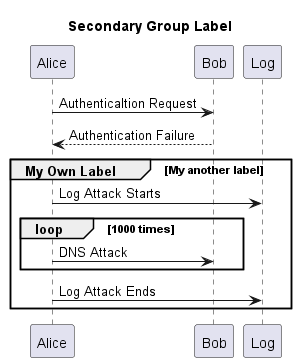 Secondary Group Label
Alice Bob Log
Authenticaltion Request
Authentication Failure
My Own Label [My another label]
Log Attack Starts
loop [1000 times]
DNS Attack
Log Attack Ends
Alice Bob Log